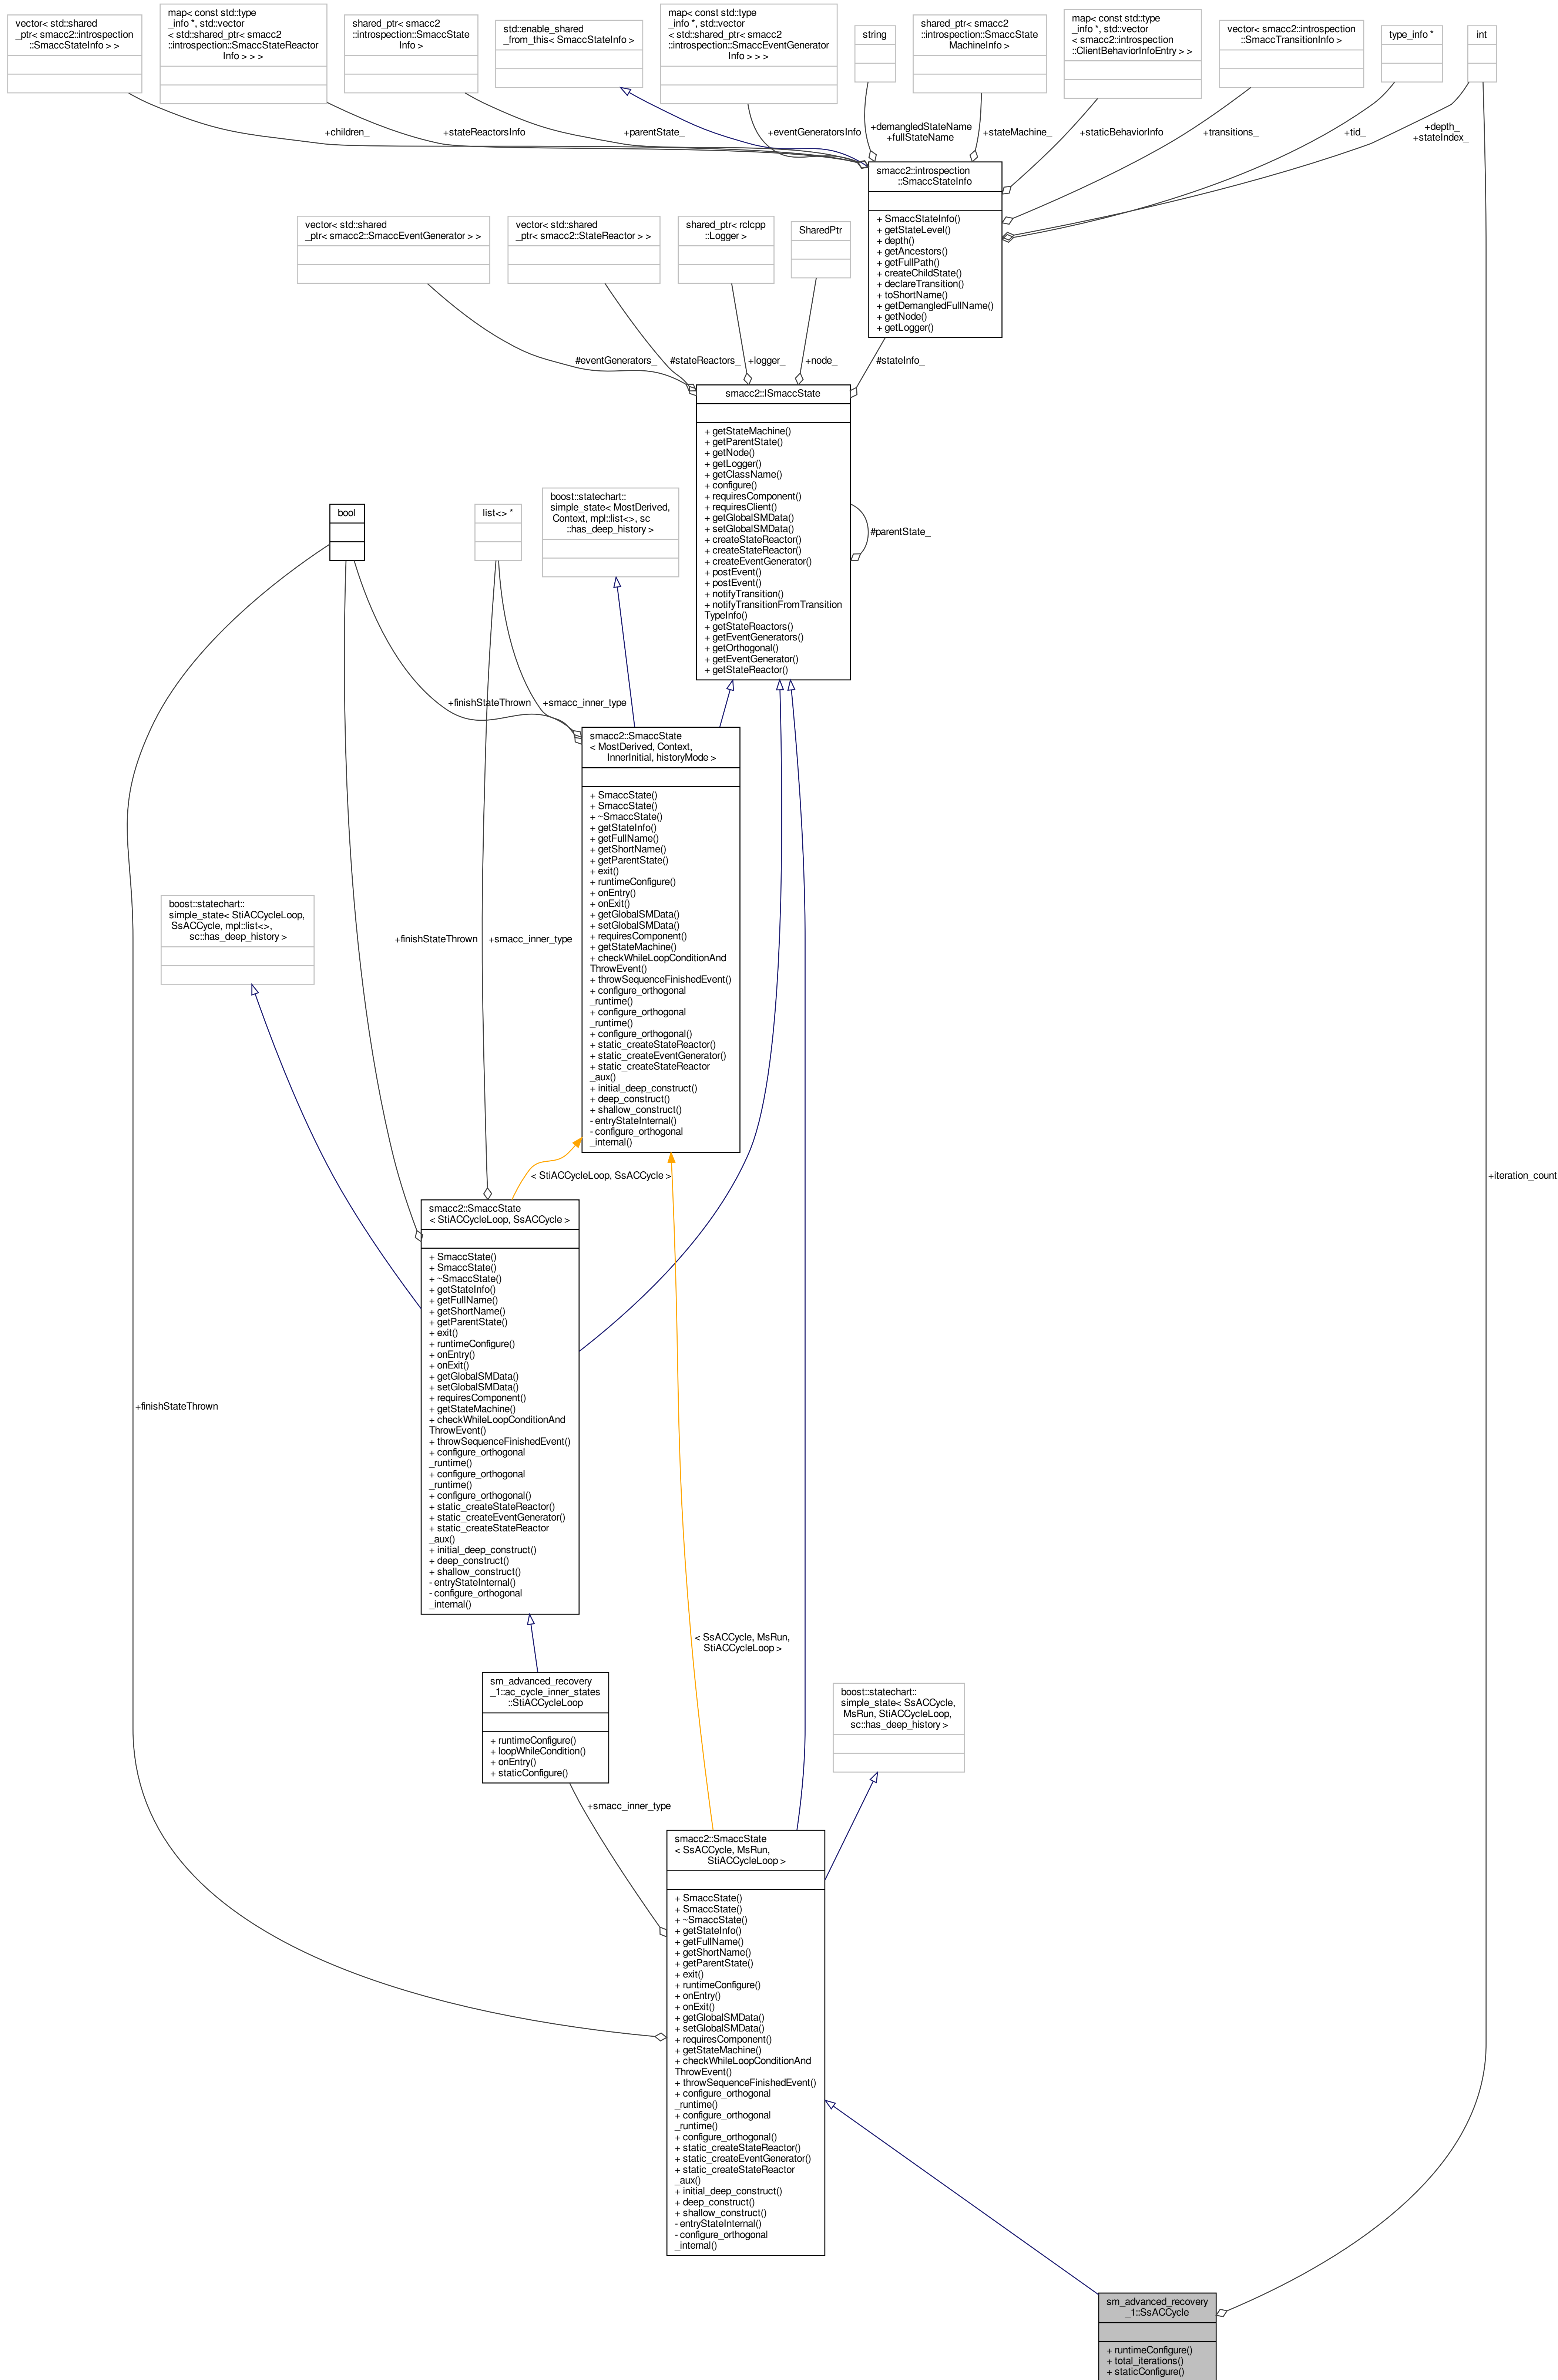 vector< std::shared
_ptr< smacc2::introspection
::SmaccStateInfo > >
map< const std::type
_info *, std::vector
< std::shared_ptr< smacc2
::introspection::SmaccStateReactor
Info > > >
shared_ptr< smacc2
::introspection::SmaccState
Info >
std::enable_shared
_from_this< SmaccStateInfo >
map< const std::type
_info *, std::vector
< std::shared_ptr< smacc2
::introspection::SmaccEventGenerator
Info > > >
string
shared_ptr< smacc2
::introspection::SmaccState
MachineInfo >
map< const std::type
_info *, std::vector
< smacc2::introspection
::ClientBehaviorInfoEntry > >
vector< smacc2::introspection
::SmaccTransitionInfo >
type_info *
int
+children_
+stateReactorsInfo
+parentState_
+eventGeneratorsInfo
+demangledStateName
+fullStateName
+stateMachine_
+staticBehaviorInfo
+transitions_
+tid_
+depth_
+stateIndex_
smacc2::introspection
::SmaccStateInfo
+ SmaccStateInfo()
+ getStateLevel()
+ depth()
+ getAncestors()
+ getFullPath()
+ createChildState()
+ declareTransition()
+ toShortName()
+ getDemangledFullName()
+ getNode()
+ getLogger()
vector< std::shared
_ptr< smacc2::SmaccEventGenerator > >
vector< std::shared
_ptr< smacc2::StateReactor > >
shared_ptr< rclcpp
::Logger >
SharedPtr
#eventGenerators_
#stateReactors_
+logger_
+node_
#stateInfo_
smacc2::ISmaccState
+ getStateMachine()
+ getParentState()
+ getNode()
+ getLogger()
+ getClassName()
+ configure()
+ requiresComponent()
+ requiresClient()
+ getGlobalSMData()
+ setGlobalSMData()
+ createStateReactor()
+ createStateReactor()
+ createEventGenerator()
+ postEvent()
+ postEvent()
+ notifyTransition()
+ notifyTransitionFromTransition
TypeInfo()
+ getStateReactors()
+ getEventGenerators()
+ getOrthogonal()
+ getEventGenerator()
+ getStateReactor()
#parentState_
bool
list<> *
boost::statechart::
simple_state< MostDerived,
Context, mpl::list<>, sc
::has_deep_history >
+finishStateThrown
+smacc_inner_type
smacc2::SmaccState
< MostDerived, Context,
InnerInitial, historyMode >
+ SmaccState()
+ SmaccState()
+ ~SmaccState()
+ getStateInfo()
+ getFullName()
+ getShortName()
+ getParentState()
+ exit()
+ runtimeConfigure()
+ onEntry()
+ onExit()
+ getGlobalSMData()
+ setGlobalSMData()
+ requiresComponent()
+ getStateMachine()
+ checkWhileLoopConditionAnd
ThrowEvent()
+ throwSequenceFinishedEvent()
+ configure_orthogonal
_runtime()
+ configure_orthogonal
_runtime()
+ configure_orthogonal()
+ static_createStateReactor()
+ static_createEventGenerator()
+ static_createStateReactor
_aux()
+ initial_deep_construct()
+ deep_construct()
+ shallow_construct()
- entryStateInternal()
- configure_orthogonal
_internal()
boost::statechart::
simple_state< StiACCycleLoop,
SsACCycle, mpl::list<>,
sc::has_deep_history >
+finishStateThrown
+smacc_inner_type
< StiACCycleLoop, SsACCycle >
+iteration_count
smacc2::SmaccState
< StiACCycleLoop, SsACCycle >
+ SmaccState()
+ SmaccState()
+ ~SmaccState()
+ getStateInfo()
+ getFullName()
+ getShortName()
+ getParentState()
+ exit()
+ runtimeConfigure()
+ onEntry()
+ onExit()
+ getGlobalSMData()
+ setGlobalSMData()
+ requiresComponent()
+ getStateMachine()
+ checkWhileLoopConditionAnd
ThrowEvent()
+ throwSequenceFinishedEvent()
+ configure_orthogonal
_runtime()
+ configure_orthogonal
_runtime()
+ configure_orthogonal()
+ static_createStateReactor()
+ static_createEventGenerator()
+ static_createStateReactor
_aux()
+ initial_deep_construct()
+ deep_construct()
+ shallow_construct()
- entryStateInternal()
- configure_orthogonal
_internal()
+finishStateThrown
< SsACCycle, MsRun,
StiACCycleLoop >
sm_advanced_recovery
_1::ac_cycle_inner_states
::StiACCycleLoop
+ runtimeConfigure()
+ loopWhileCondition()
+ onEntry()
+ staticConfigure()
boost::statechart::
simple_state< SsACCycle,
MsRun, StiACCycleLoop,
sc::has_deep_history >
+smacc_inner_type
smacc2::SmaccState
< SsACCycle, MsRun,
StiACCycleLoop >
+ SmaccState()
+ SmaccState()
+ ~SmaccState()
+ getStateInfo()
+ getFullName()
+ getShortName()
+ getParentState()
+ exit()
+ runtimeConfigure()
+ onEntry()
+ onExit()
+ getGlobalSMData()
+ setGlobalSMData()
+ requiresComponent()
+ getStateMachine()
+ checkWhileLoopConditionAnd
ThrowEvent()
+ throwSequenceFinishedEvent()
+ configure_orthogonal
_runtime()
+ configure_orthogonal
_runtime()
+ configure_orthogonal()
+ static_createStateReactor()
+ static_createEventGenerator()
+ static_createStateReactor
_aux()
+ initial_deep_construct()
+ deep_construct()
+ shallow_construct()
- entryStateInternal()
- configure_orthogonal
_internal()
sm_advanced_recovery
_1::SsACCycle
+ runtimeConfigure()
+ total_iterations()
+ staticConfigure()